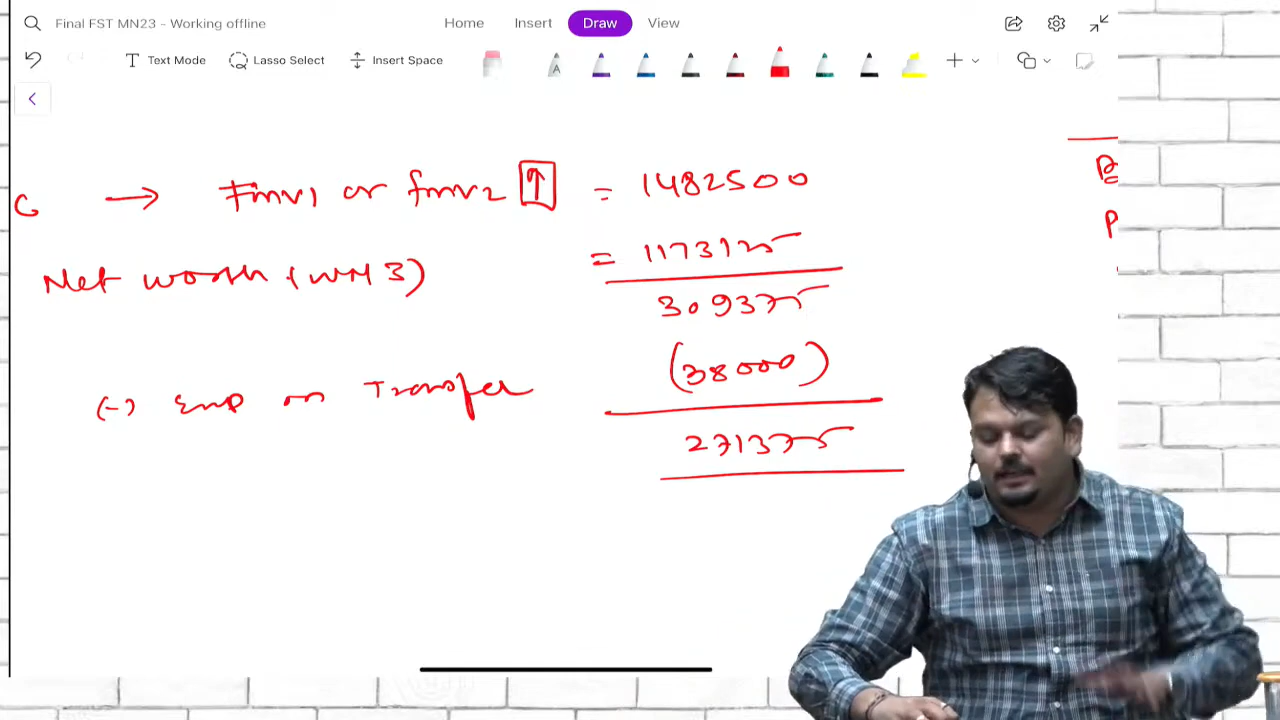 Final FST MN23 - Working offline
Home Insert Draw View
Text Mode Lasso Select Insert Space
A
C → FMV1 or fmv2 ↑ = 1482500
Net worth (WN 3) = 1173125
309375
(-) Exp on Transfer (38000)
271375
P